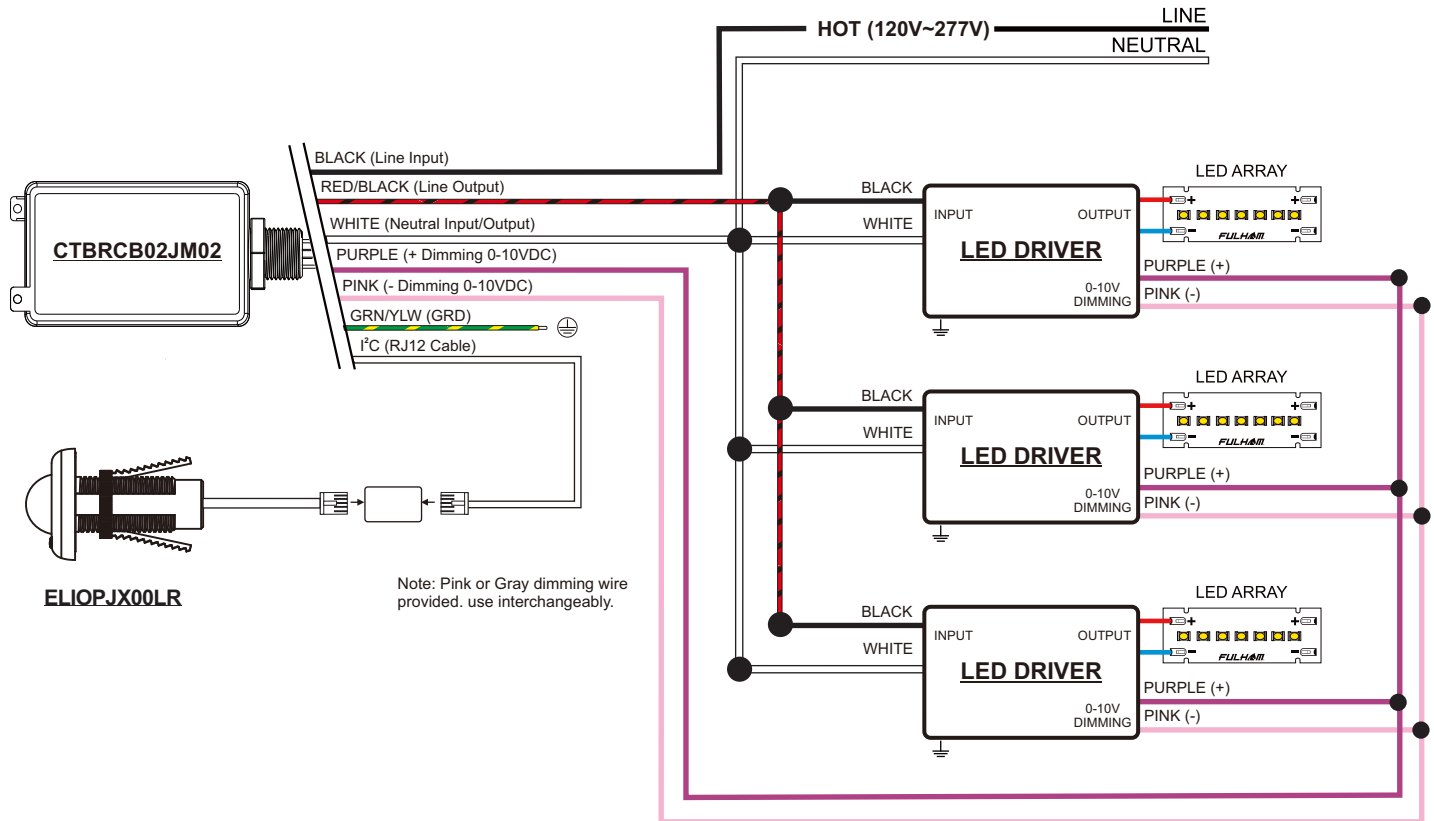 LINE
HOT (120V~277V)
NEUTRAL
BLACK (Line Input)
RED/BLACK (Line Output)
WHITE (Neutral Input/Output)
PURPLE (+ Dimming 0-10VDC)
PINK (- Dimming 0-10VDC)
GRN/YLW (GRD)
I²C (RJ12 Cable)
CTBRCB02JM02
ELIOPJX00LR
Note: Pink or Gray dimming wire
provided. use interchangeably.
BLACK
WHITE
INPUT
OUTPUT
LED DRIVER
0-10V
DIMMING
LED ARRAY
+ +
- -
FULHAM
PURPLE (+)
PINK (-)
BLACK
WHITE
INPUT
OUTPUT
LED DRIVER
0-10V
DIMMING
LED ARRAY
+ +
- -
FULHAM
PURPLE (+)
PINK (-)
BLACK
WHITE
INPUT
OUTPUT
LED DRIVER
0-10V
DIMMING
LED ARRAY
+ +
- -
FULHAM
PURPLE (+)
PINK (-)